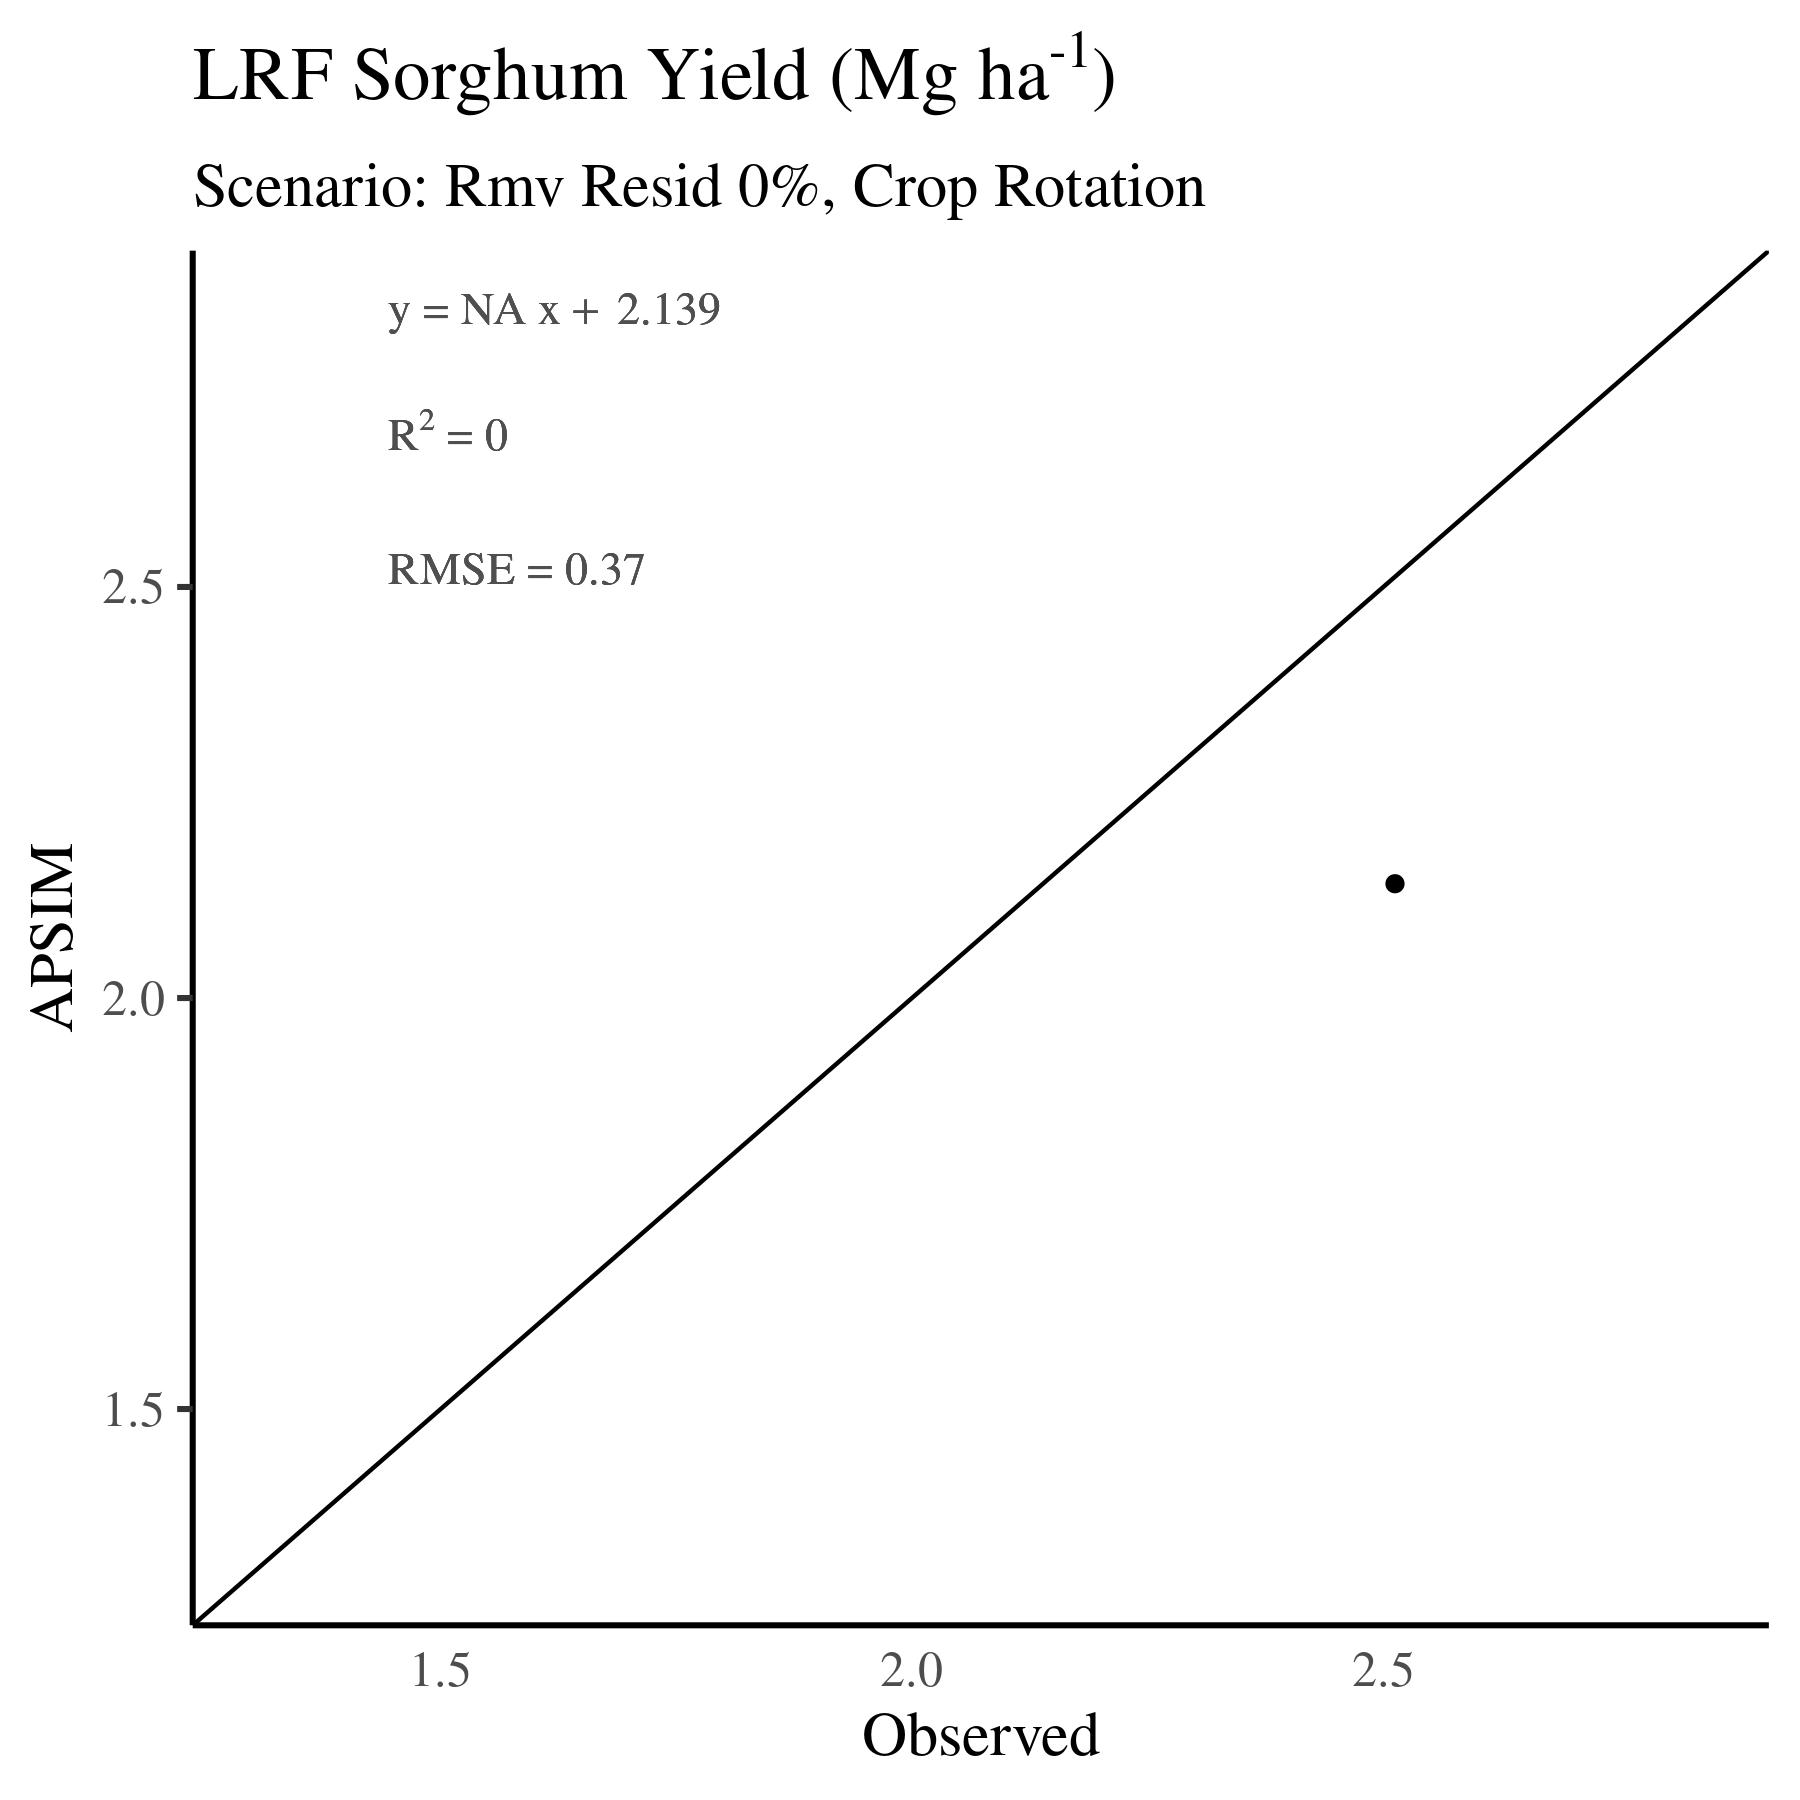 LRF Sorghum Yield (Mg ha⁻¹)
Scenario: Rmv Resid 0%, Crop Rotation
y = NA x + 2.139
R² = 0
RMSE = 0.37
2.5
2.0
1.5
APSIM
1.5 2.0 2.5
Observed